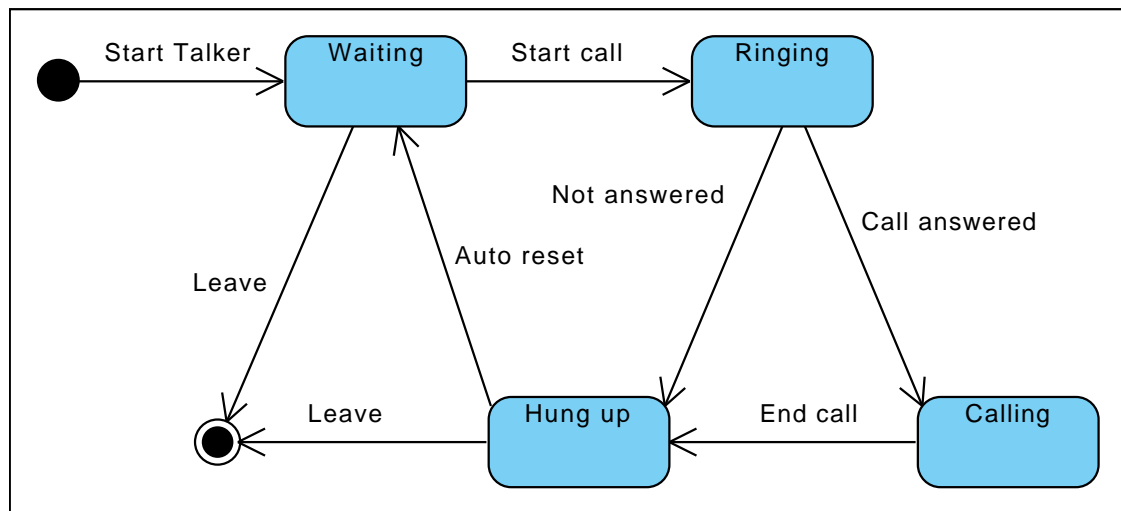 Start Talker
Waiting
Start call
Ringing
Not answered
Call answered
Auto reset
Leave
Leave
Hung up
End call
Calling